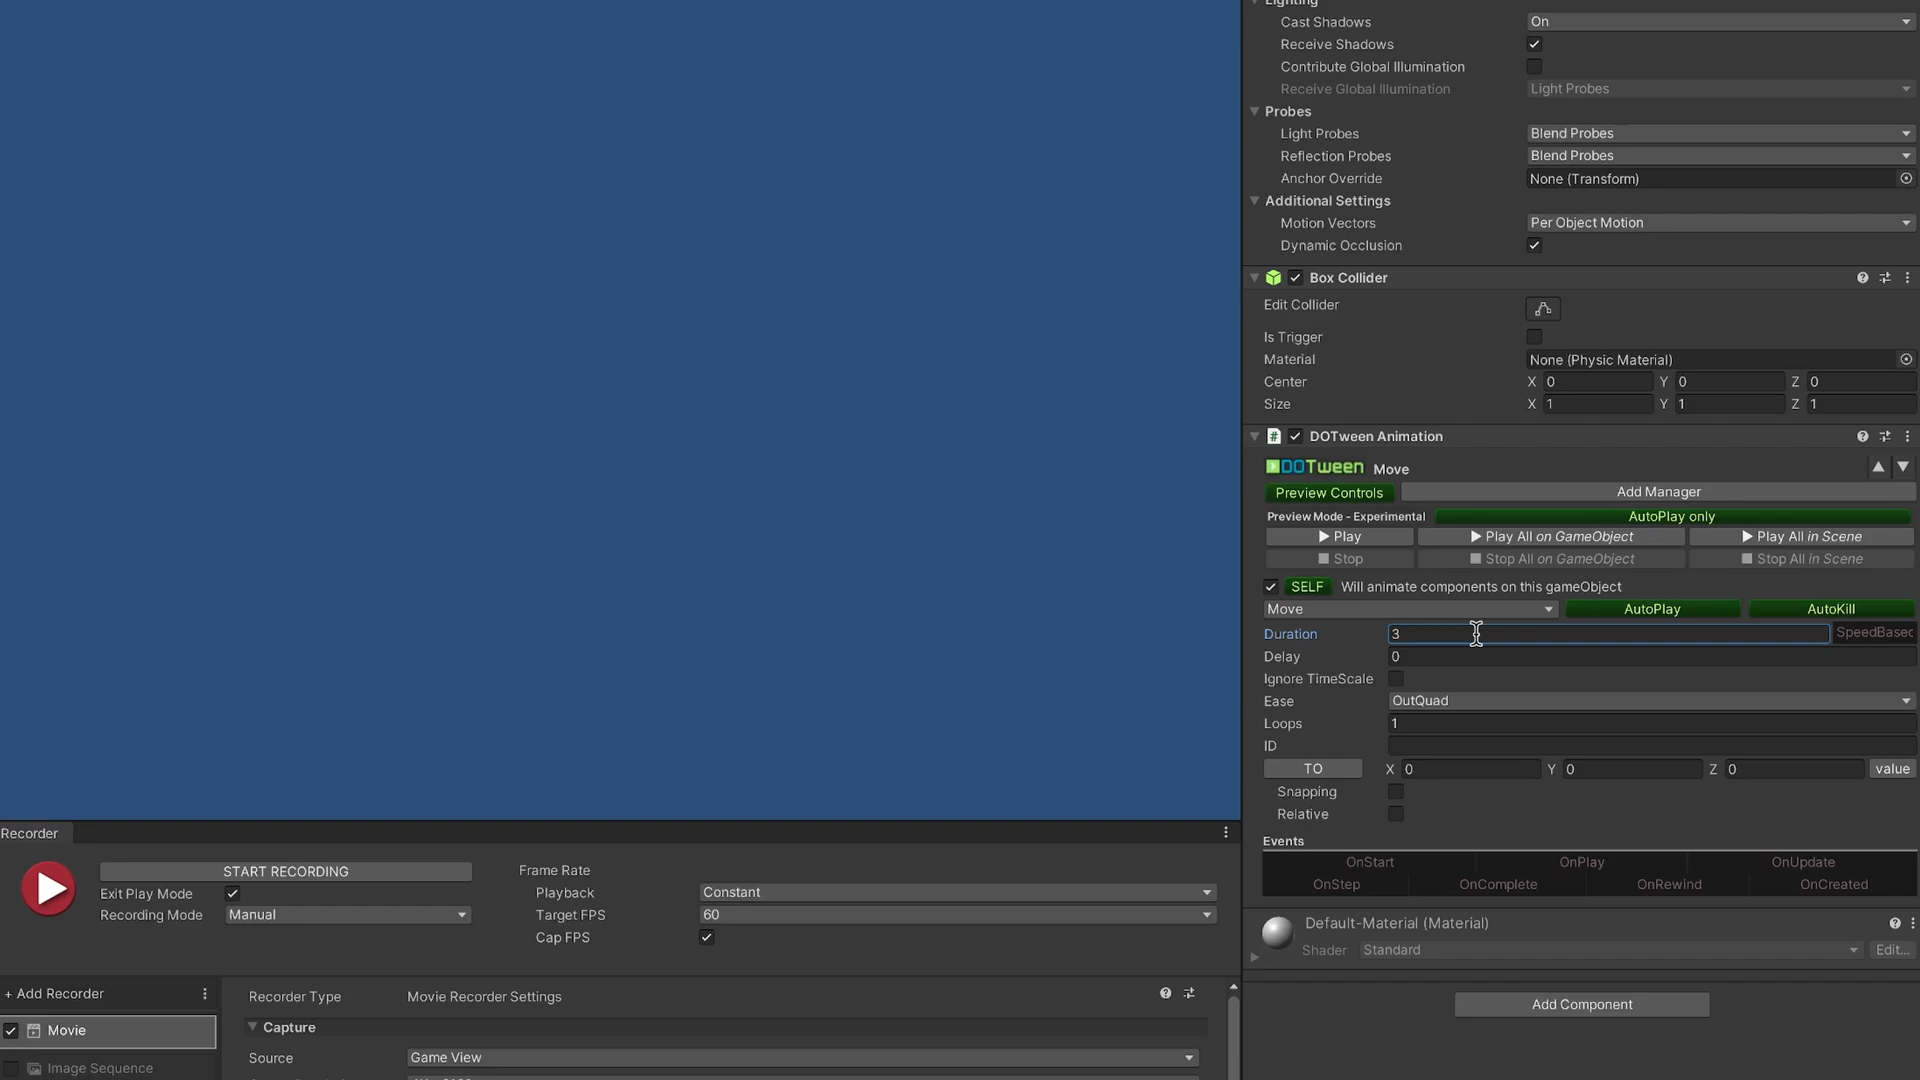 Lighting
Cast Shadows On
Receive Shadows
Contribute Global Illumination
Receive Global Illumination Light Probes
Probes
Light Probes Blend Probes
Reflection Probes Blend Probes
Anchor Override None (Transform)
Additional Settings
Motion Vectors Per Object Motion
Dynamic Occlusion
Box Collider
Edit Collider
Is Trigger
Material None (Physic Material)
Center X 0 Y 0 Z 0
Size X 1 Y 1 Z 1
# DOTween Animation
DOTween Move
Preview Controls Add Manager
Preview Mode - Experimental AutoPlay only
Play Play All on GameObject Play All in Scene
Stop Stop All on GameObject Stop All in Scene
SELF Will animate components on this gameObject
Move AutoPlay AutoKill
Duration 3 SpeedBased
Delay 0
Ignore TimeScale
Ease OutQuad
Loops 1
ID
TO X 0 Y 0 Z 0 value
Snapping
Relative
Events
OnStart OnPlay OnUpdate
OnStep OnComplete OnRewind OnCreated
Default-Material (Material)
Shader Standard Edit...
Add Component
Recorder
START RECORDING
Exit Play Mode
Recording Mode Manual
Frame Rate
Playback Constant
Target FPS 60
Cap FPS
+ Add Recorder
Movie
Image Sequence
Recorder Type Movie Recorder Settings
Capture
Source Game View